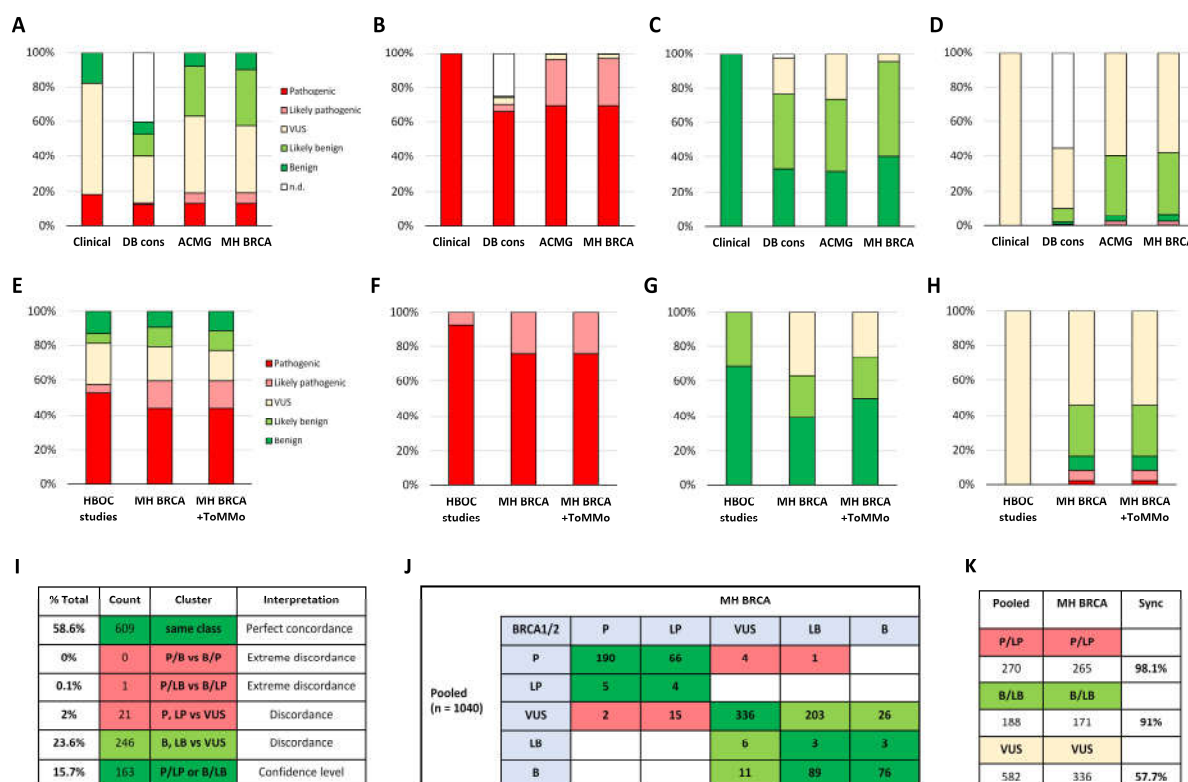 A
B
C
D
100%
80%
60%
40%
20%
0%
Clinical DB cons ACMG MH BRCA
Pathogenic
Likely pathogenic
VUS
Likely benign
Benign
n.d.
100%
80%
60%
40%
20%
0%
Clinical DB cons ACMG MH BRCA
100%
80%
60%
40%
20%
0%
Clinical DB cons ACMG MH BRCA
100%
80%
60%
40%
20%
0%
Clinical DB cons ACMG MH BRCA
E
F
G
H
100%
80%
60%
40%
20%
0%
HBOC studies MH BRCA MH BRCA +ToMMo
Pathogenic
Likely pathogenic
VUS
Likely benign
Benign
100%
80%
60%
40%
20%
0%
HBOC studies MH BRCA MH BRCA +ToMMo
100%
80%
60%
40%
20%
0%
HBOC studies MH BRCA MH BRCA +ToMMo
100%
80%
60%
40%
20%
0%
HBOC studies MH BRCA MH BRCA +ToMMo
I
% Total Count Cluster Interpretation
58.6% 609 same class Perfect concordance
0% 0 P/B vs B/P Extreme discordance
0.1% 1 P/LB vs B/LP Extreme discordance
2% 21 P, LP vs VUS Discordance
23.6% 246 B, LB vs VUS Discordance
15.7% 163 P/LP or B/LB Confidence level
J
MH BRCA
BRCA1/2 P LP VUS LB B
Pooled
(n = 1040)
P 190 66 4 1
LP 5 4
VUS 2 15 336 203 26
LB 6 3 3
B 11 89 76
K
Pooled MH BRCA Sync
P/LP P/LP
270 265 98.1%
B/LB B/LB
188 171 91%
VUS VUS
582 336 57.7%